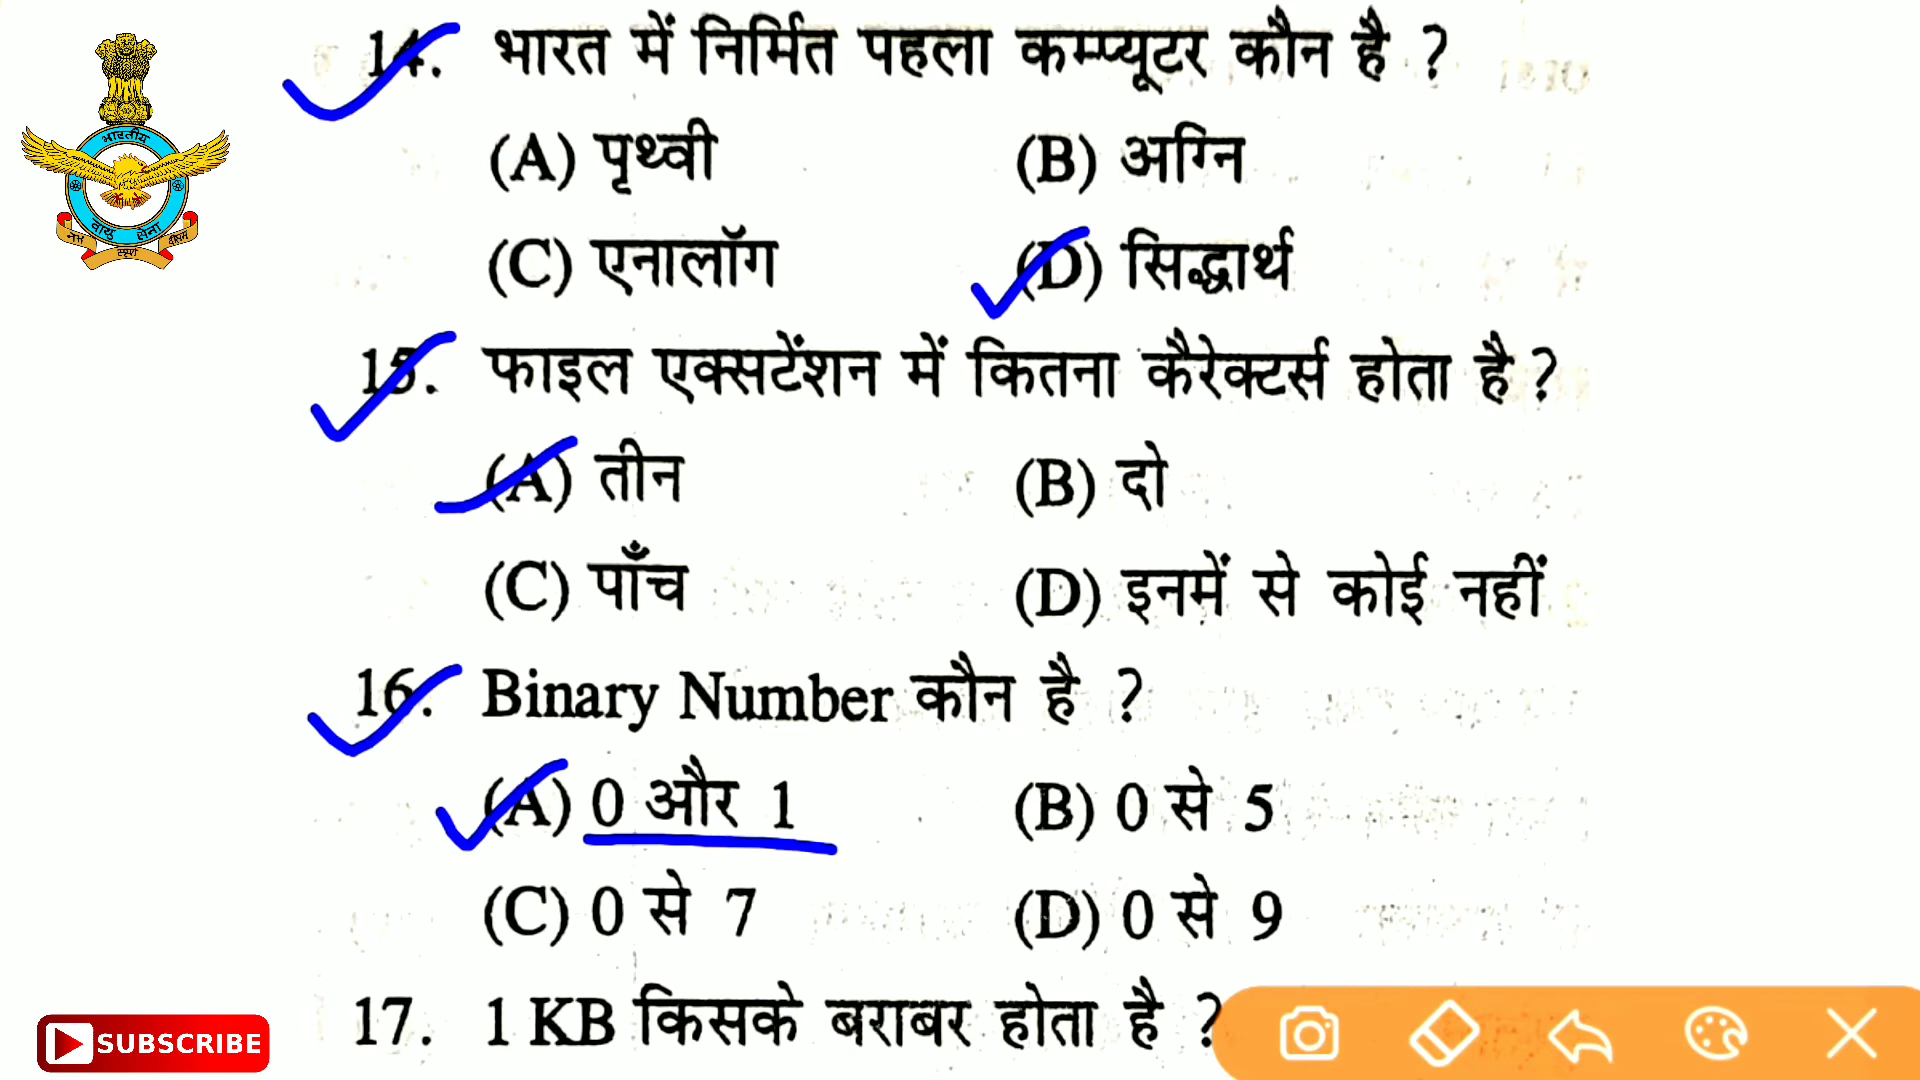 14. भारत में निर्मित पहला कम्प्यूटर कौन है ?
(A) पृथ्वी (B) अग्नि
(C) एनालॉग (D) सिद्धार्थ
15. फाइल एक्सटेंशन में कितना कैरेक्टर्स होता है ?
(A) तीन (B) दो
(C) पाँच (D) इनमें से कोई नहीं
16. Binary Number कौन है ?
(A) 0 और 1 (B) 0 से 5
(C) 0 से 7 (D) 0 से 9
17. 1 KB किसके बराबर होता है ?
भारतीय
वायु सेना
SUBSCRIBE